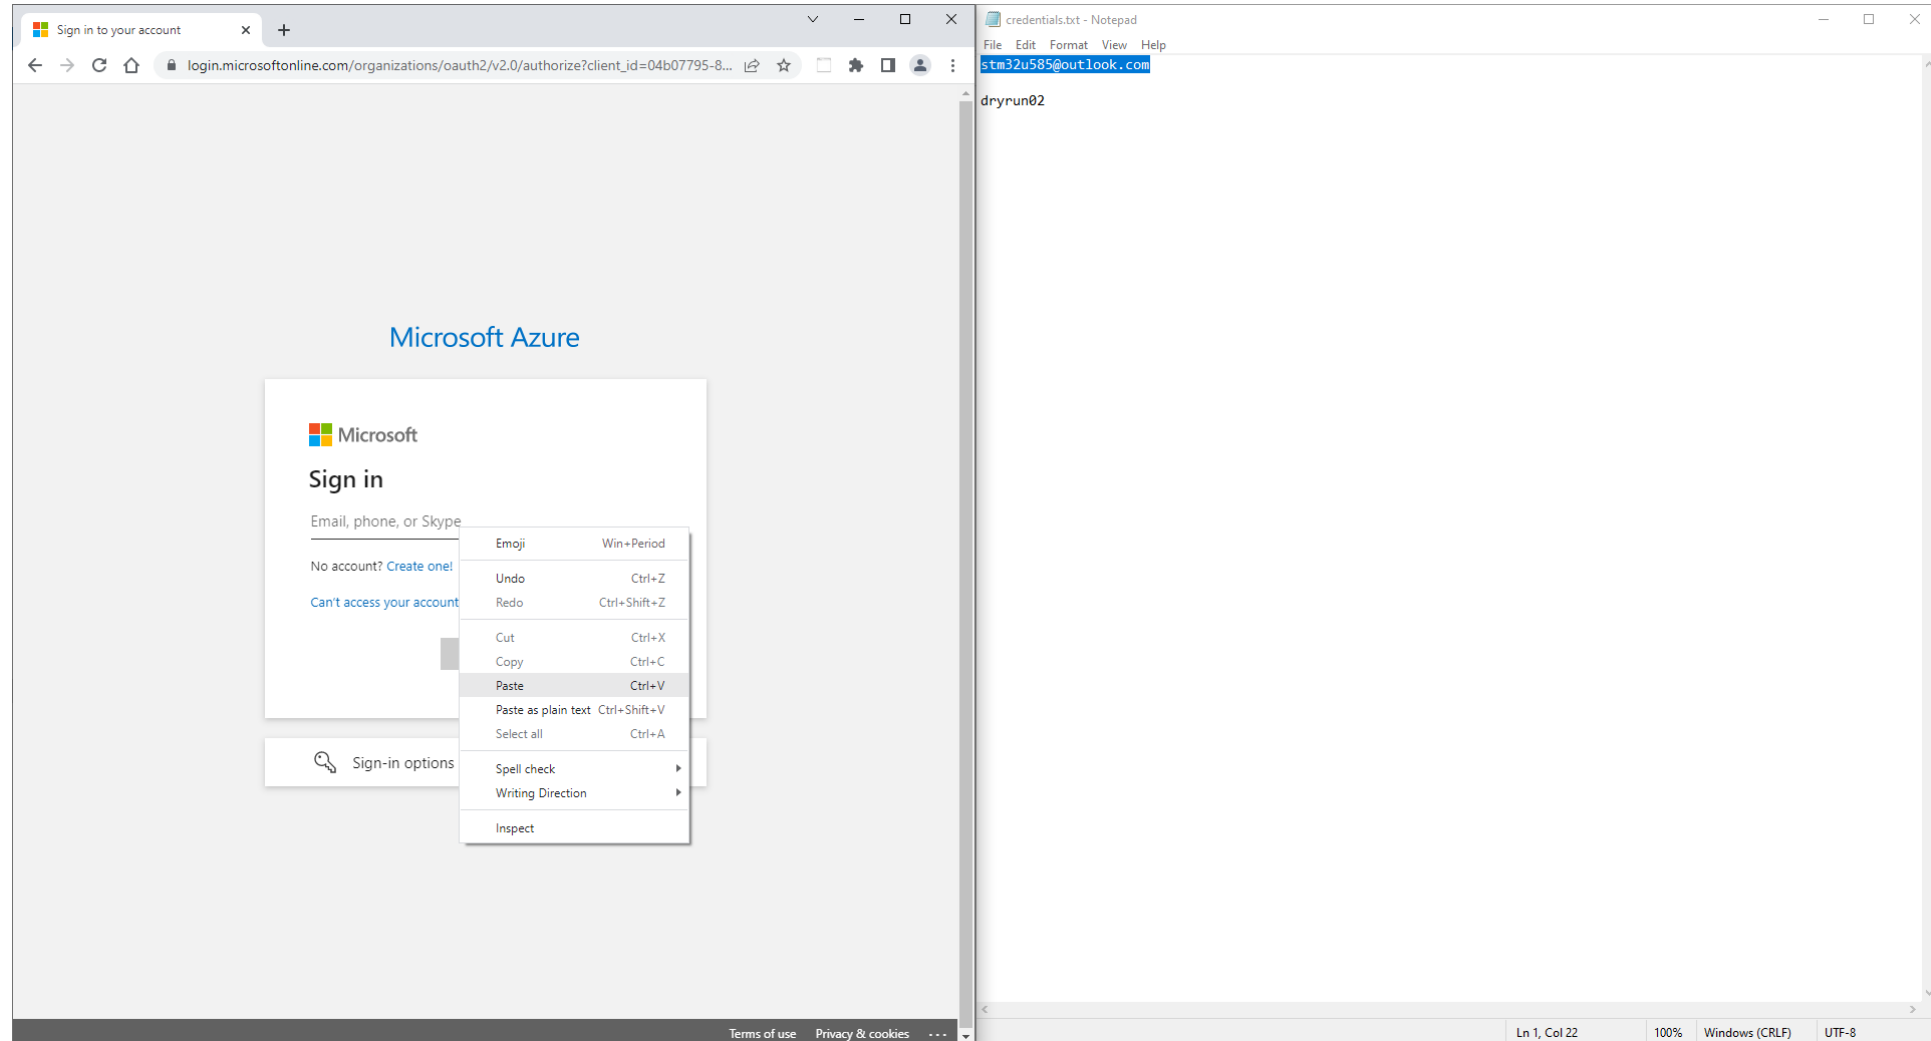 Sign in to your account
login.microsoftonline.com/organizations/oauth2/v2.0/authorize?client_id=04b07795-8...
Microsoft Azure
Microsoft
Sign in
Email, phone, or Skype
No account? Create one!
Can't access your account
Emoji Win+Period
Undo Ctrl+Z
Redo Ctrl+Shift+Z
Cut Ctrl+X
Copy Ctrl+C
Paste Ctrl+V
Paste as plain text Ctrl+Shift+V
Select all Ctrl+A
Spell check
Writing Direction
Inspect
Sign-in options
Terms of use Privacy & cookies ...
credentials.txt - Notepad
File Edit Format View Help
stm32u585@outlook.com
dryrun02
Ln 1, Col 22 100% Windows (CRLF) UTF-8